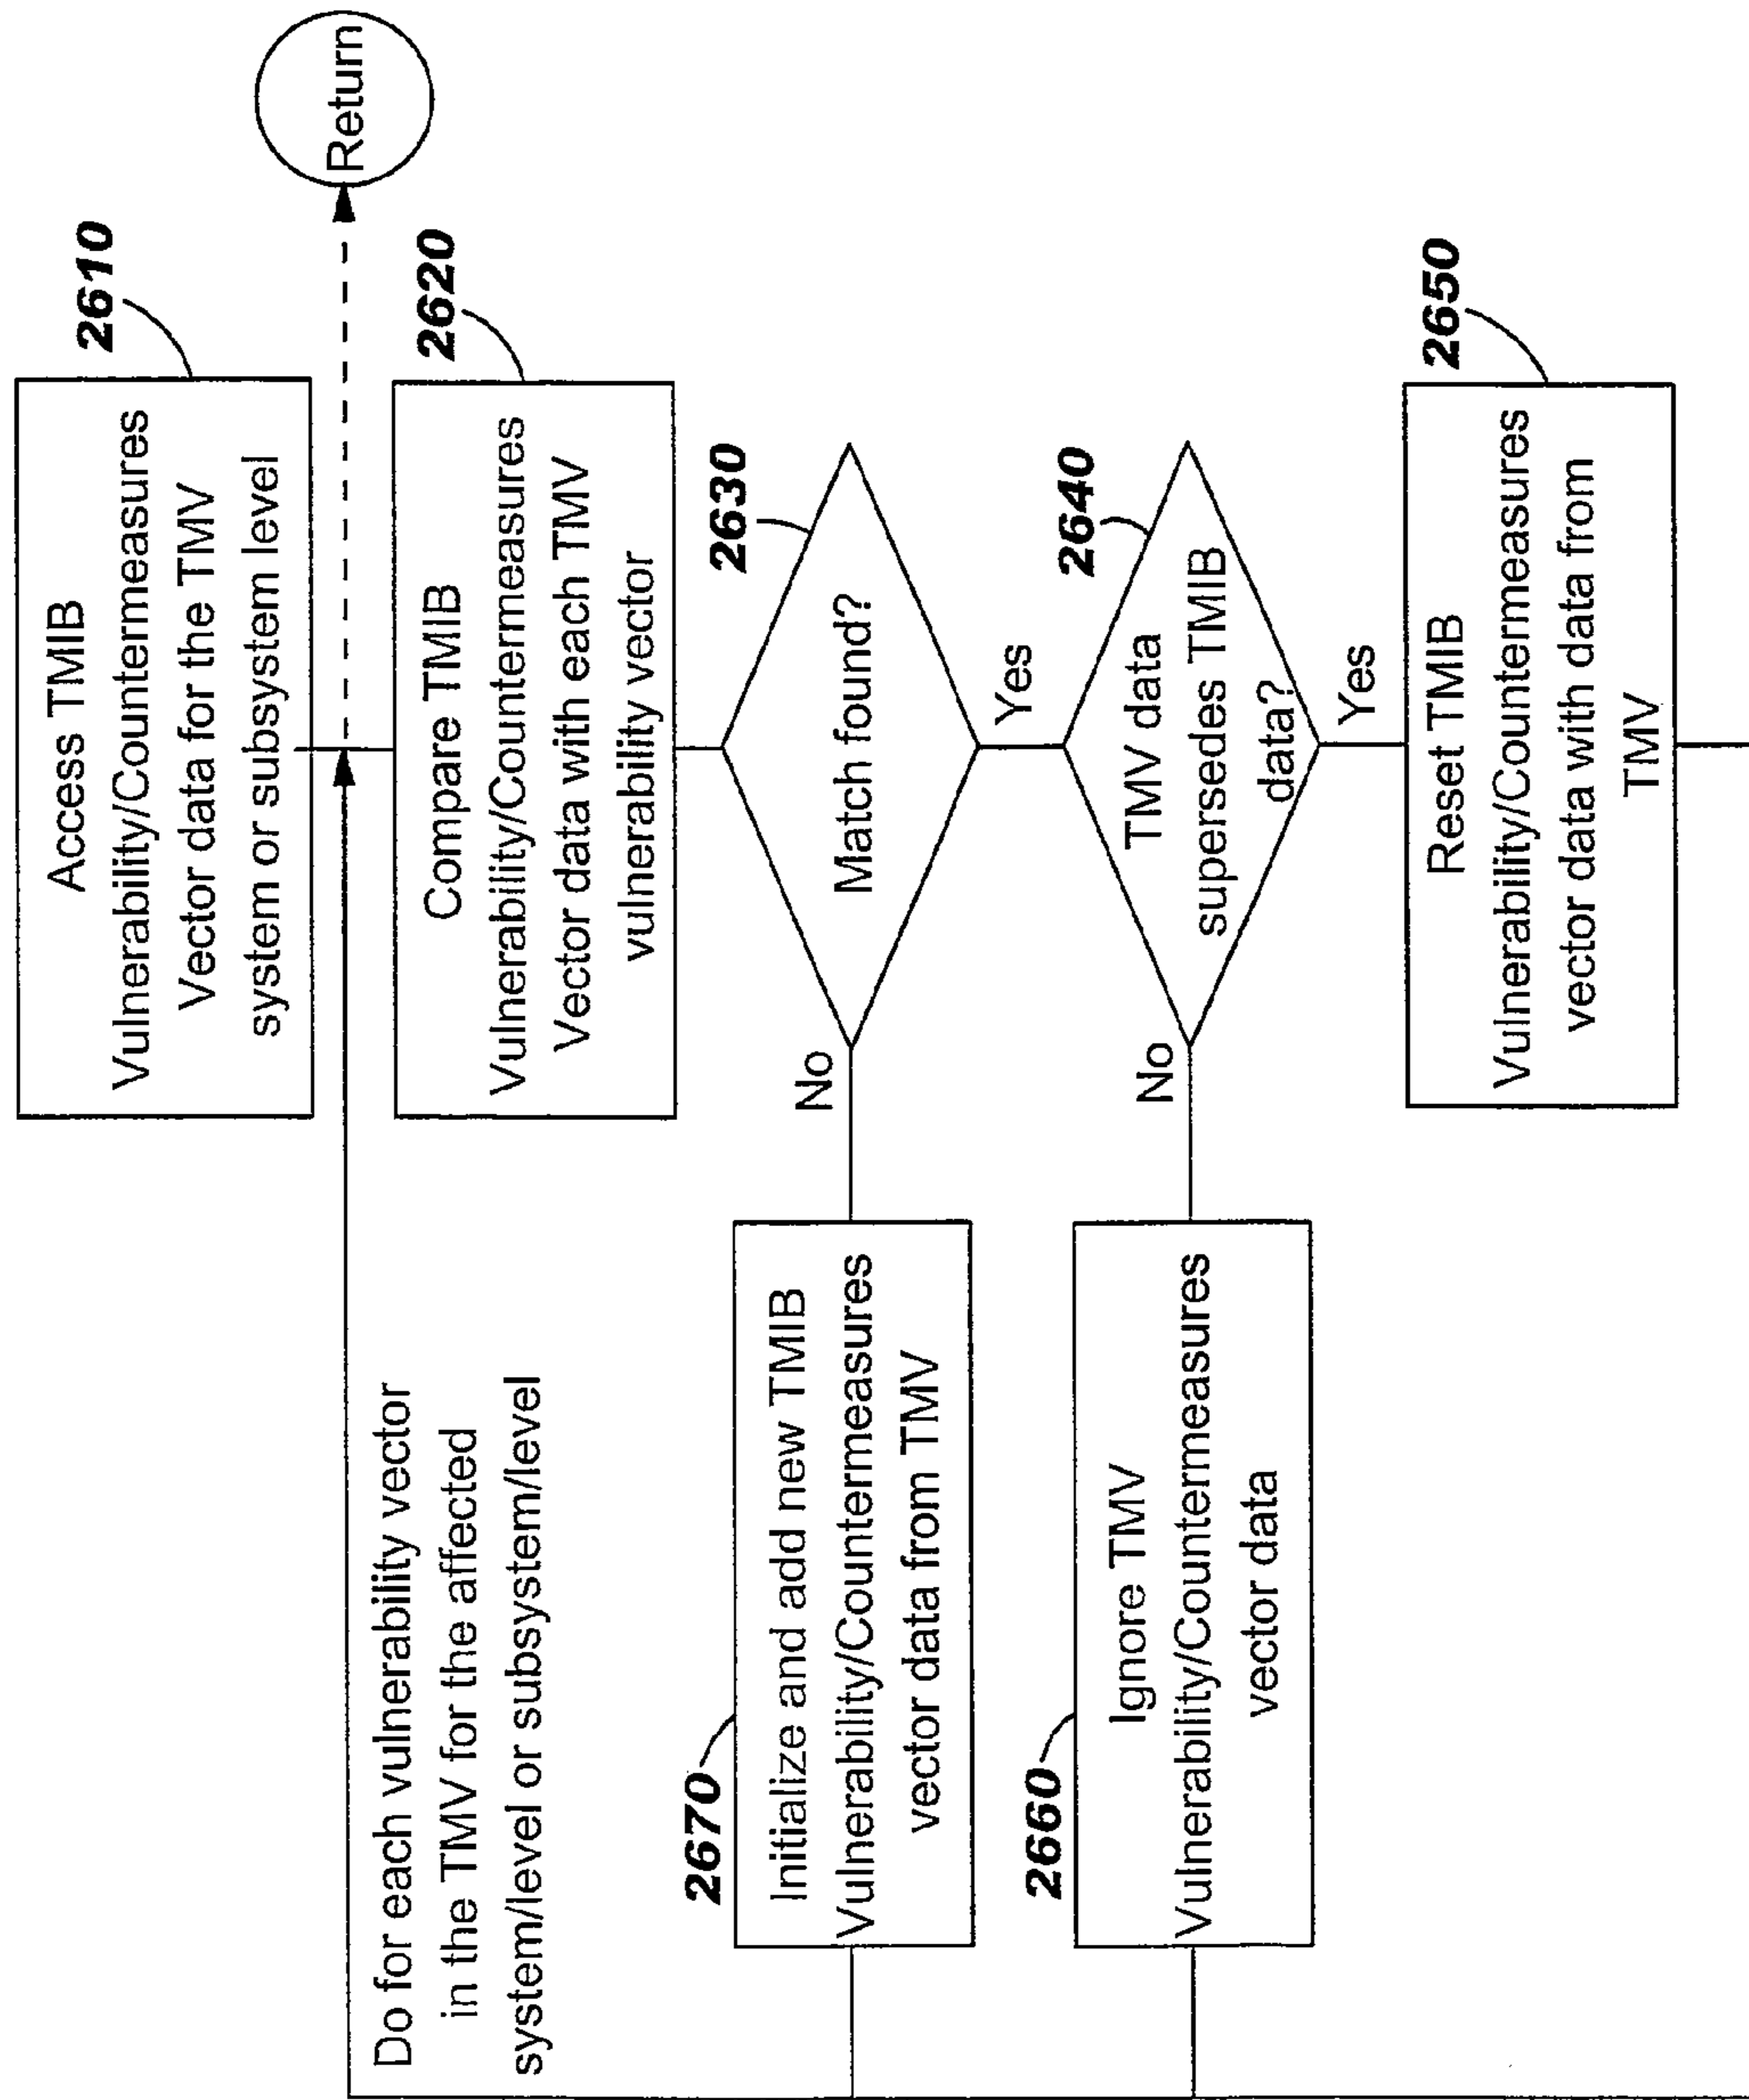 2610
Access TMIB
Vulnerability/Countermeasures
Vector data for the TMV
system or subsystem level
Return
Do for each vulnerability vector
in the TMV for the affected
system/level or subsystem/level
2620
Compare TMIB
Vulnerability/Countermeasures
Vector data with each TMV
vulnerability vector
2630
Match found?
No
Yes
2670
Initialize and add new TMIB
Vulnerability/Countermeasures
vector data from TMV
2640
TMV data
supersedes TMIB
data?
No
Yes
2660
Ignore TMV
Vulnerability/Countermeasures
vector data
2650
Reset TMIB
Vulnerability/Countermeasures
vector data with data from
TMV